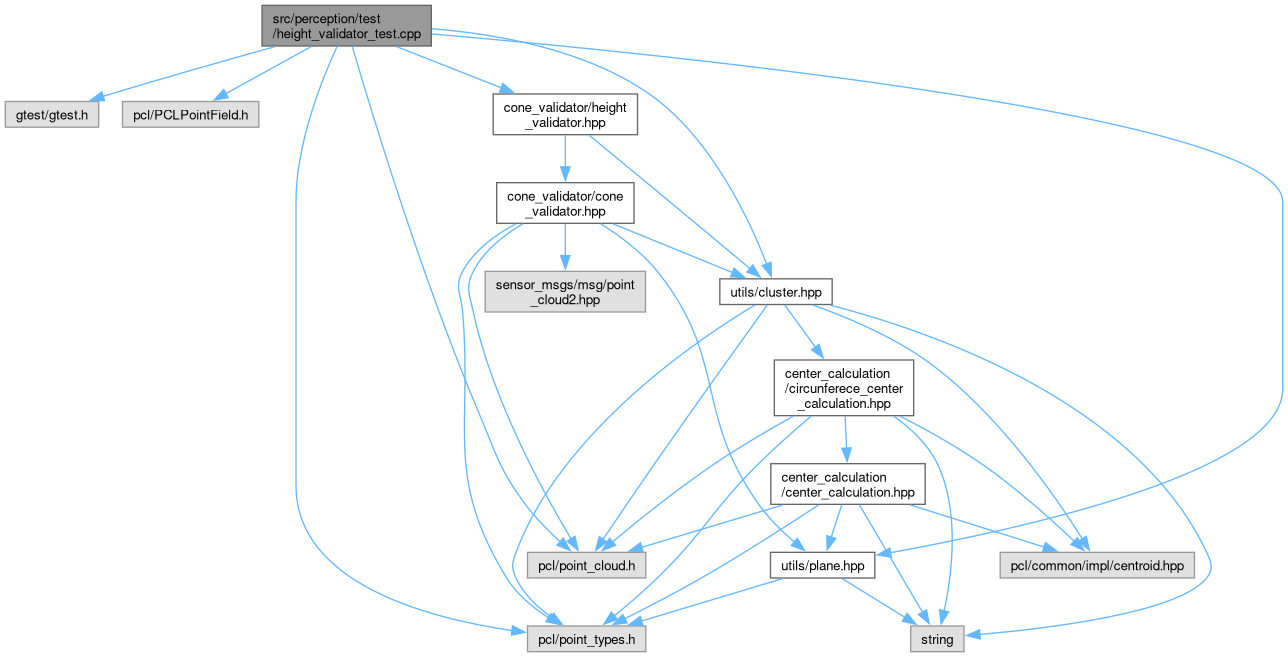 src/perception/test
/height_validator_test.cpp
gtest/gtest.h
pcl/PCLPointField.h
cone_validator/height
_validator.hpp
cone_validator/cone
_validator.hpp
sensor_msgs/msg/point
_cloud2.hpp
utils/cluster.hpp
center_calculation
/circunferece_center
_calculation.hpp
center_calculation
/center_calculation.hpp
pcl/point_cloud.h
utils/plane.hpp
pcl/common/impl/centroid.hpp
pcl/point_types.h
string